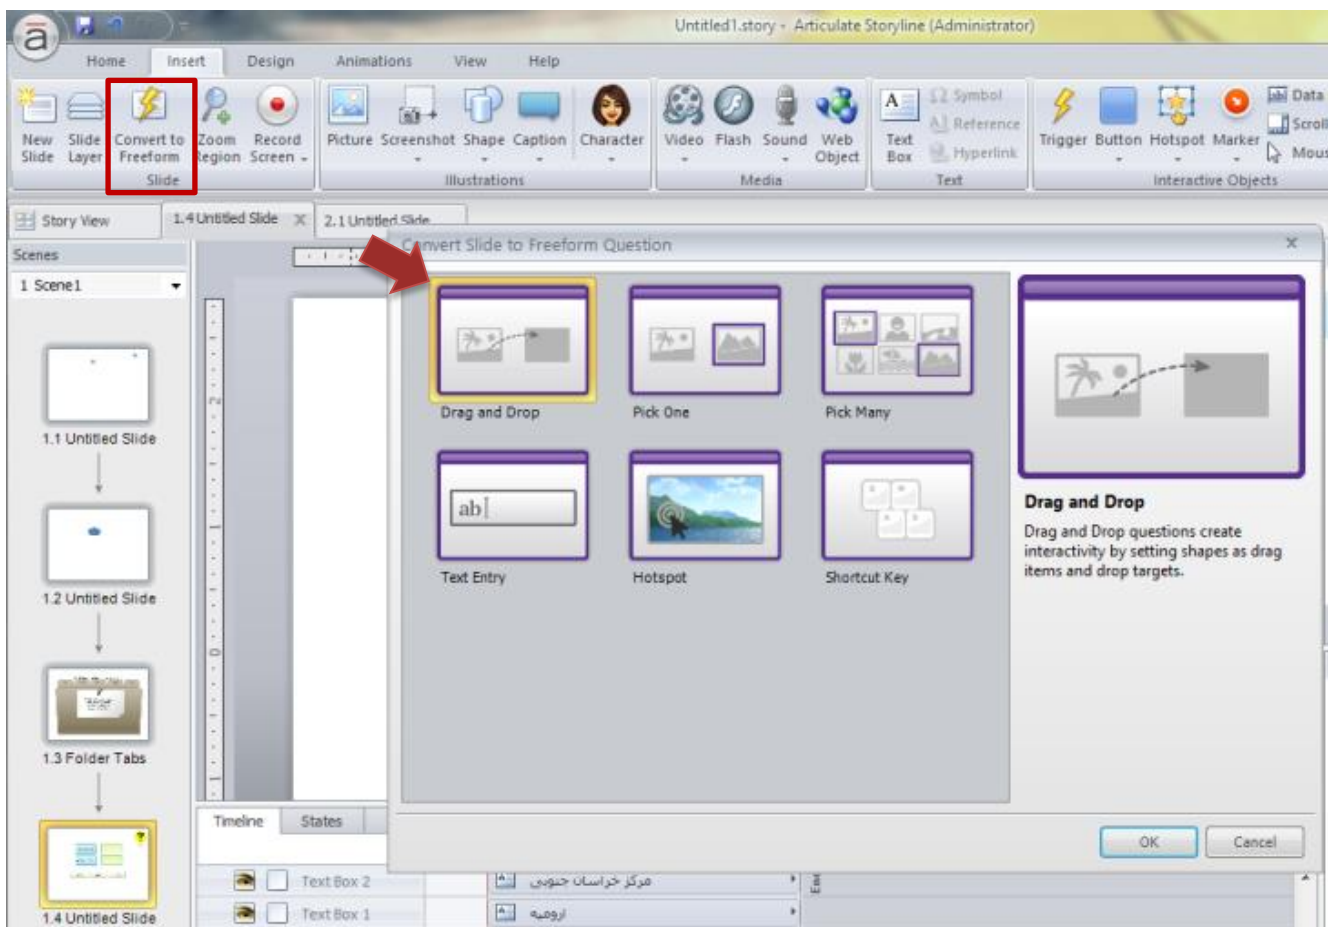 Untitled1.story - Articulate Storyline (Administrator)
Home Insert Design Animations View Help
New Slide
Slide Layer
Convert to Freeform
Zoom Region
Record Screen
Picture Screenshot Shape Caption Character
Video Flash Sound Web Object
Text Box
Symbol
Reference
Hyperlink
Trigger Button Hotspot Marker
Data
Scroll
Mous
Slide Illustrations Media Text Interactive Objects
Story View 1.4 Untitled Slide 2.1 Untitled Slide
Scenes
Convert Slide to Freeform Question
1 Scene1
1.1 Untitled Slide
1.2 Untitled Slide
1.3 Folder Tabs
1.4 Untitled Slide
Drag and Drop Pick One Pick Many
ab
Text Entry Hotspot Shortcut Key
Drag and Drop
Drag and Drop questions create
interactivity by setting shapes as drag
items and drop targets.
OK Cancel
Timeline States
Text Box 2 مرکز خراسان جنوبی
Text Box 1 ارومیه